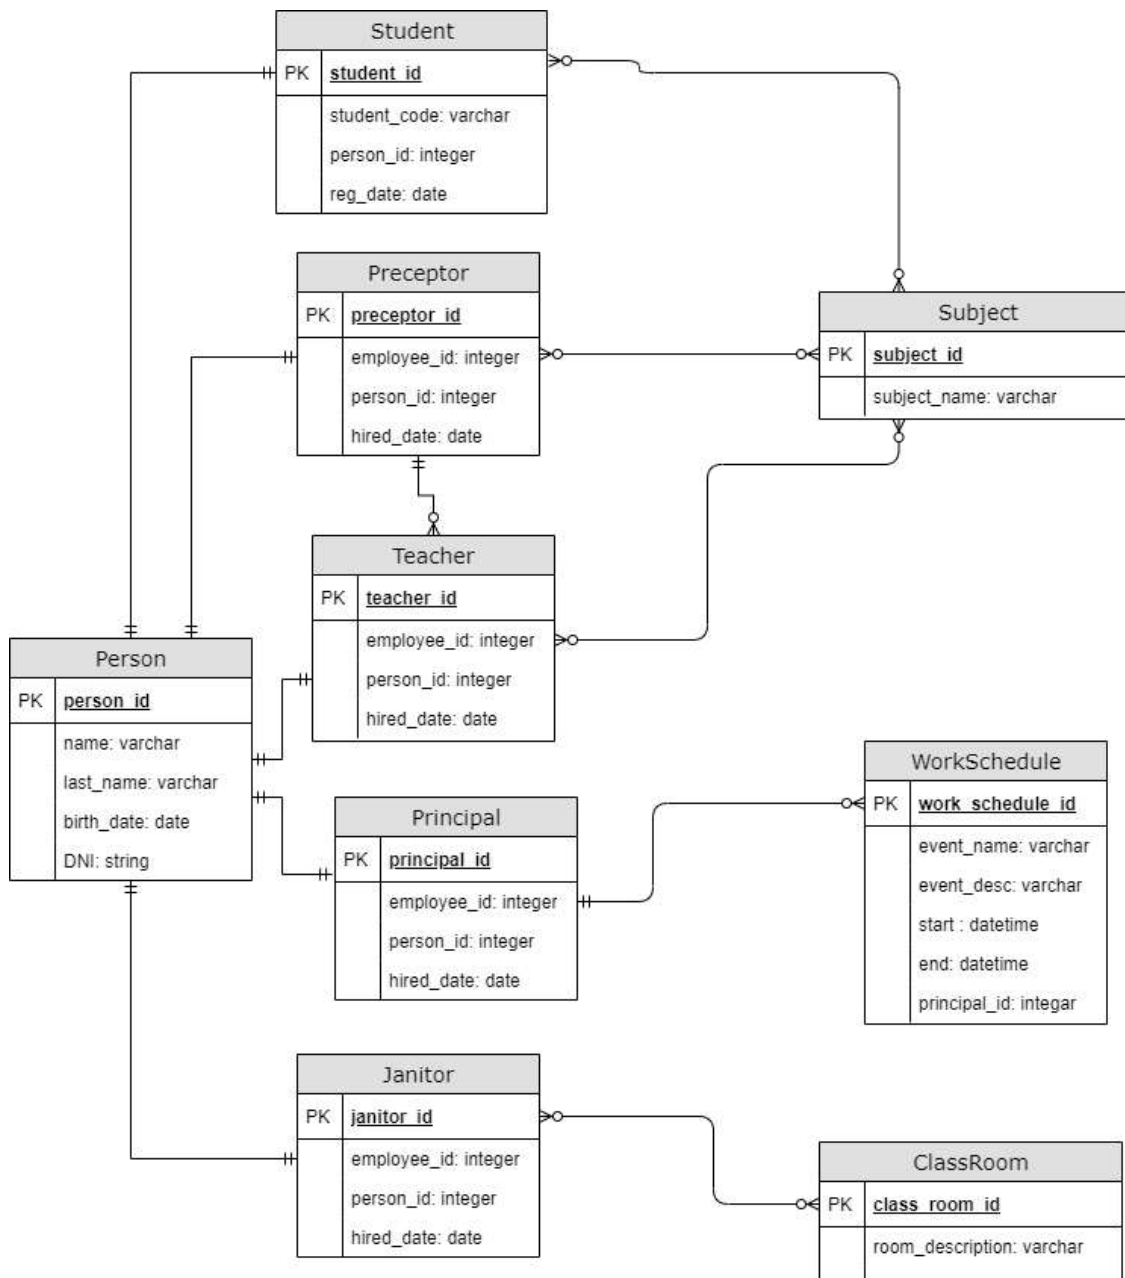 Student
PK student_id
student_code: varchar
person_id: integer
reg_date: date
Preceptor
PK preceptor_id
employee_id: integer
person_id: integer
hired_date: date
Subject
PK subject_id
subject_name: varchar
Teacher
PK teacher_id
employee_id: integer
person_id: integer
hired_date: date
Person
PK person_id
name: varchar
last_name: varchar
birth_date: date
DNI: string
Principal
PK principal_id
employee_id: integer
person_id: integer
hired_date: date
WorkSchedule
PK work_schedule_id
event_name: varchar
event_desc: varchar
start : datetime
end: datetime
principal_id: integar
Janitor
PK janitor_id
employee_id: integer
person_id: integer
hired_date: date
ClassRoom
PK class_room_id
room_description: varchar